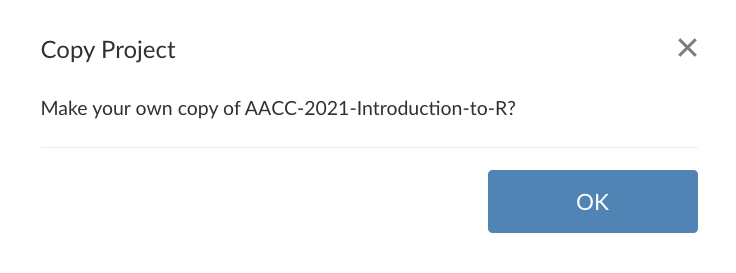 Copy Project
Make your own copy of AACC-2021-Introduction-to-R?
OK